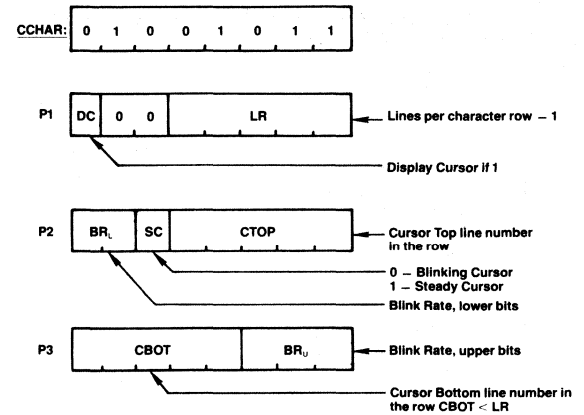 CCHAR: 0 1 0 0 1 0 1 1
P1 DC 0 0 LR Lines per character row – 1
Display Cursor if 1
P2 BRL SC CTOP Cursor Top line number
in the row
0 – Blinking Cursor
1 – Steady Cursor
Blink Rate, lower bits
P3 CBOT BRU Blink Rate, upper bits
Cursor Bottom line number in
the row CBOT < LR